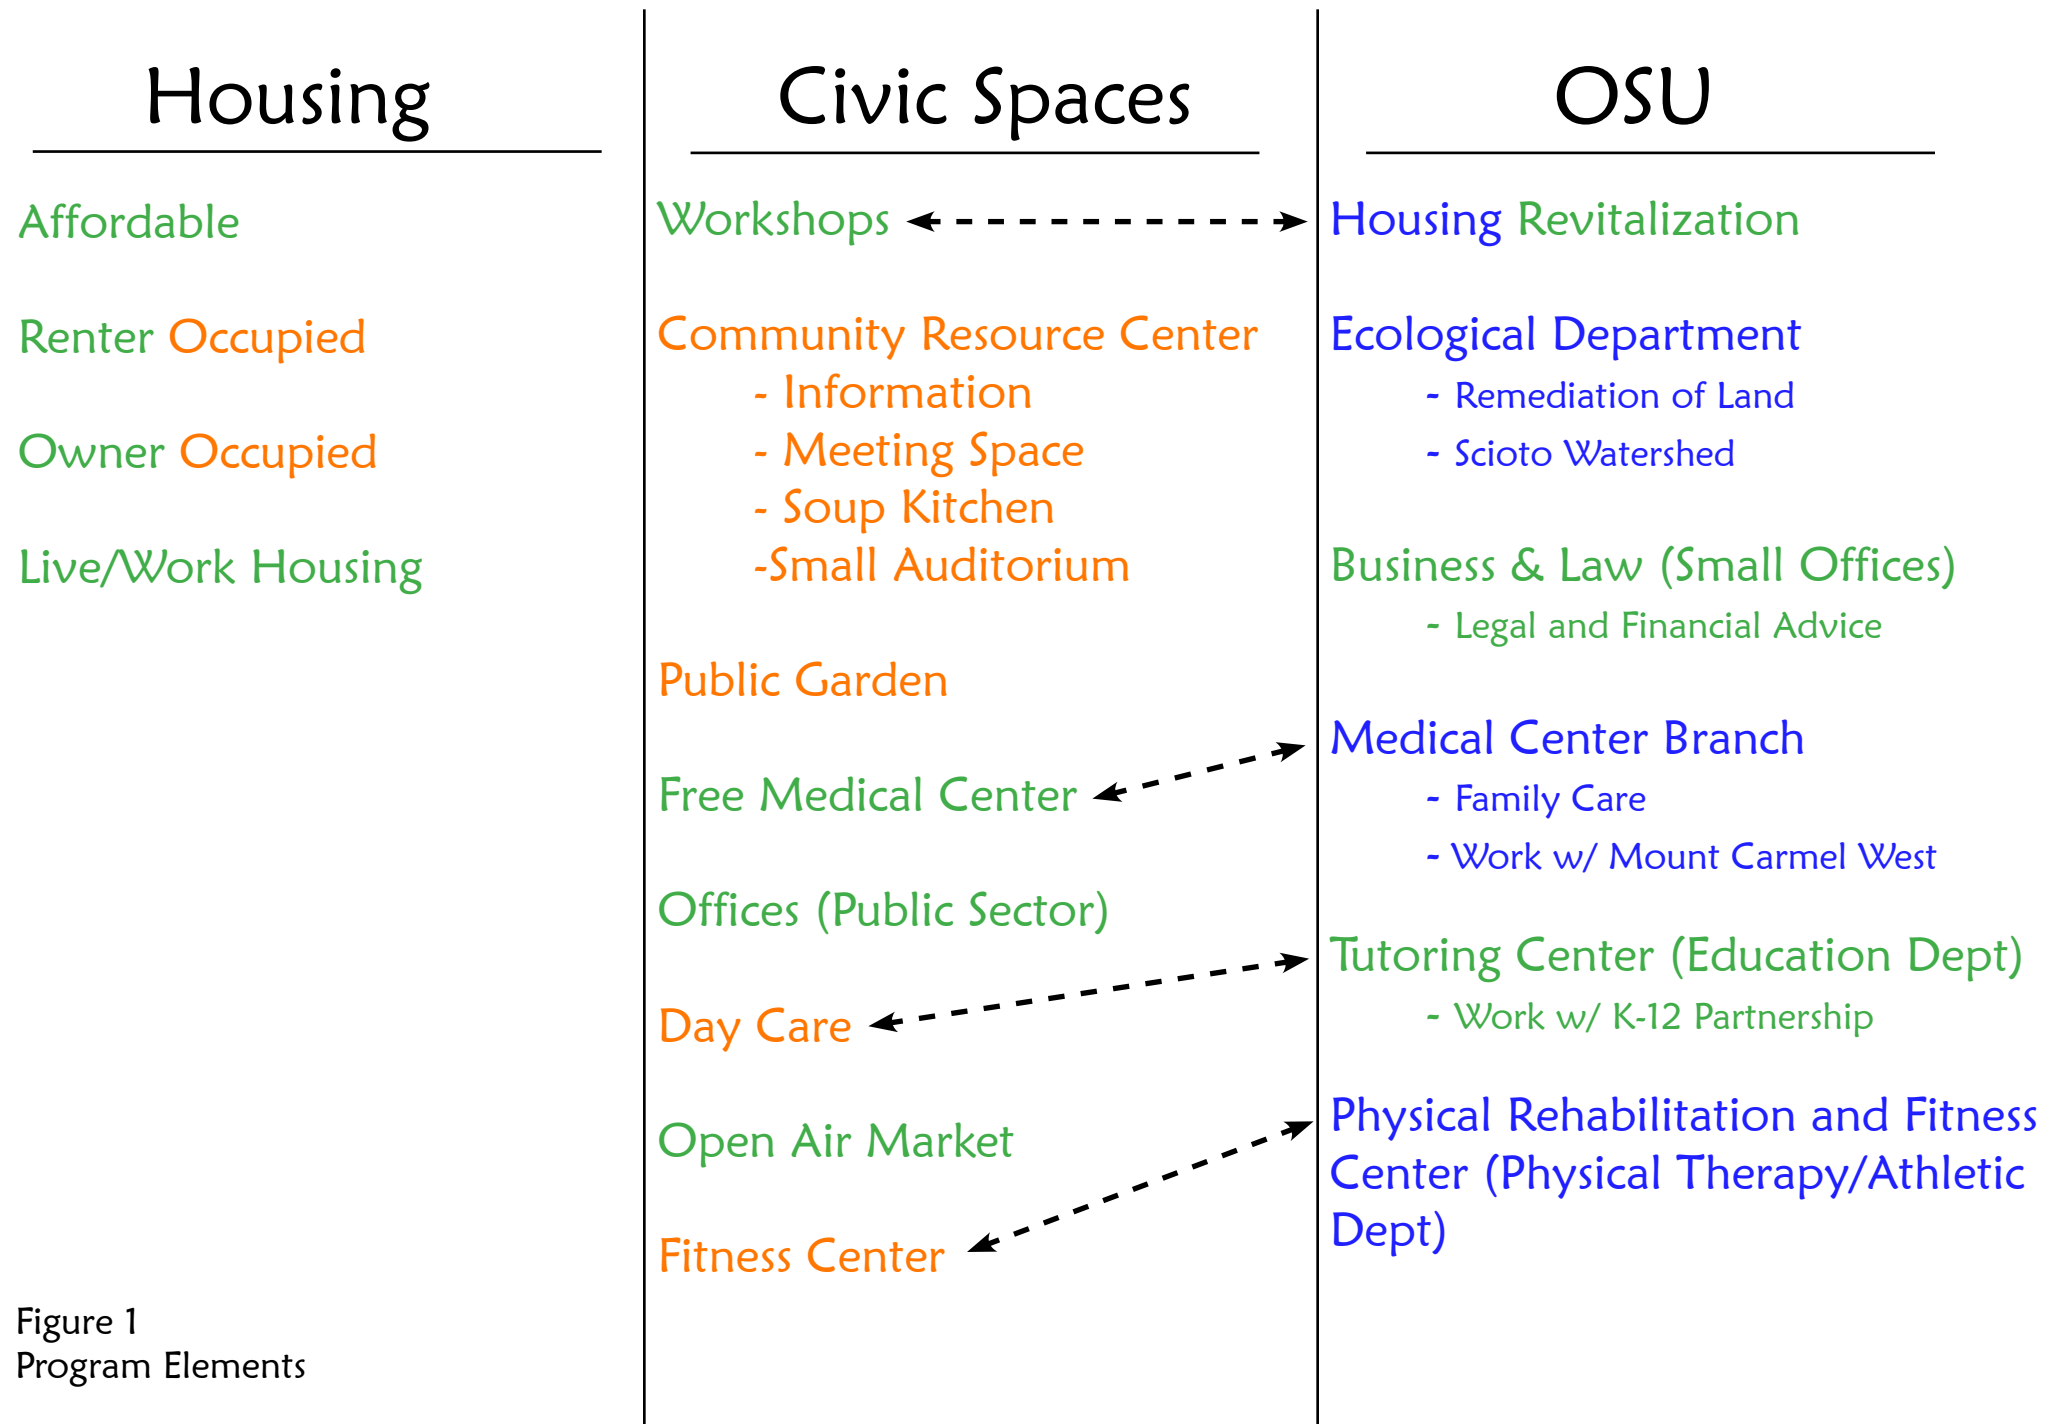 Housing
Affordable
Renter Occupied
Owner Occupied
Live/Work Housing
Civic Spaces
Workshops
Community Resource Center
- Information
- Meeting Space
- Soup Kitchen
-Small Auditorium
Public Garden
Free Medical Center
Offices (Public Sector)
Day Care
Open Air Market
Fitness Center
OSU
Housing Revitalization
Ecological Department
- Remediation of Land
- Scioto Watershed
Business & Law (Small Offices)
- Legal and Financial Advice
Medical Center Branch
- Family Care
- Work w/ Mount Carmel West
Tutoring Center (Education Dept)
- Work w/ K-12 Partnership
Physical Rehabilitation and Fitness
Center (Physical Therapy/Athletic
Dept)
Figure 1
Program Elements